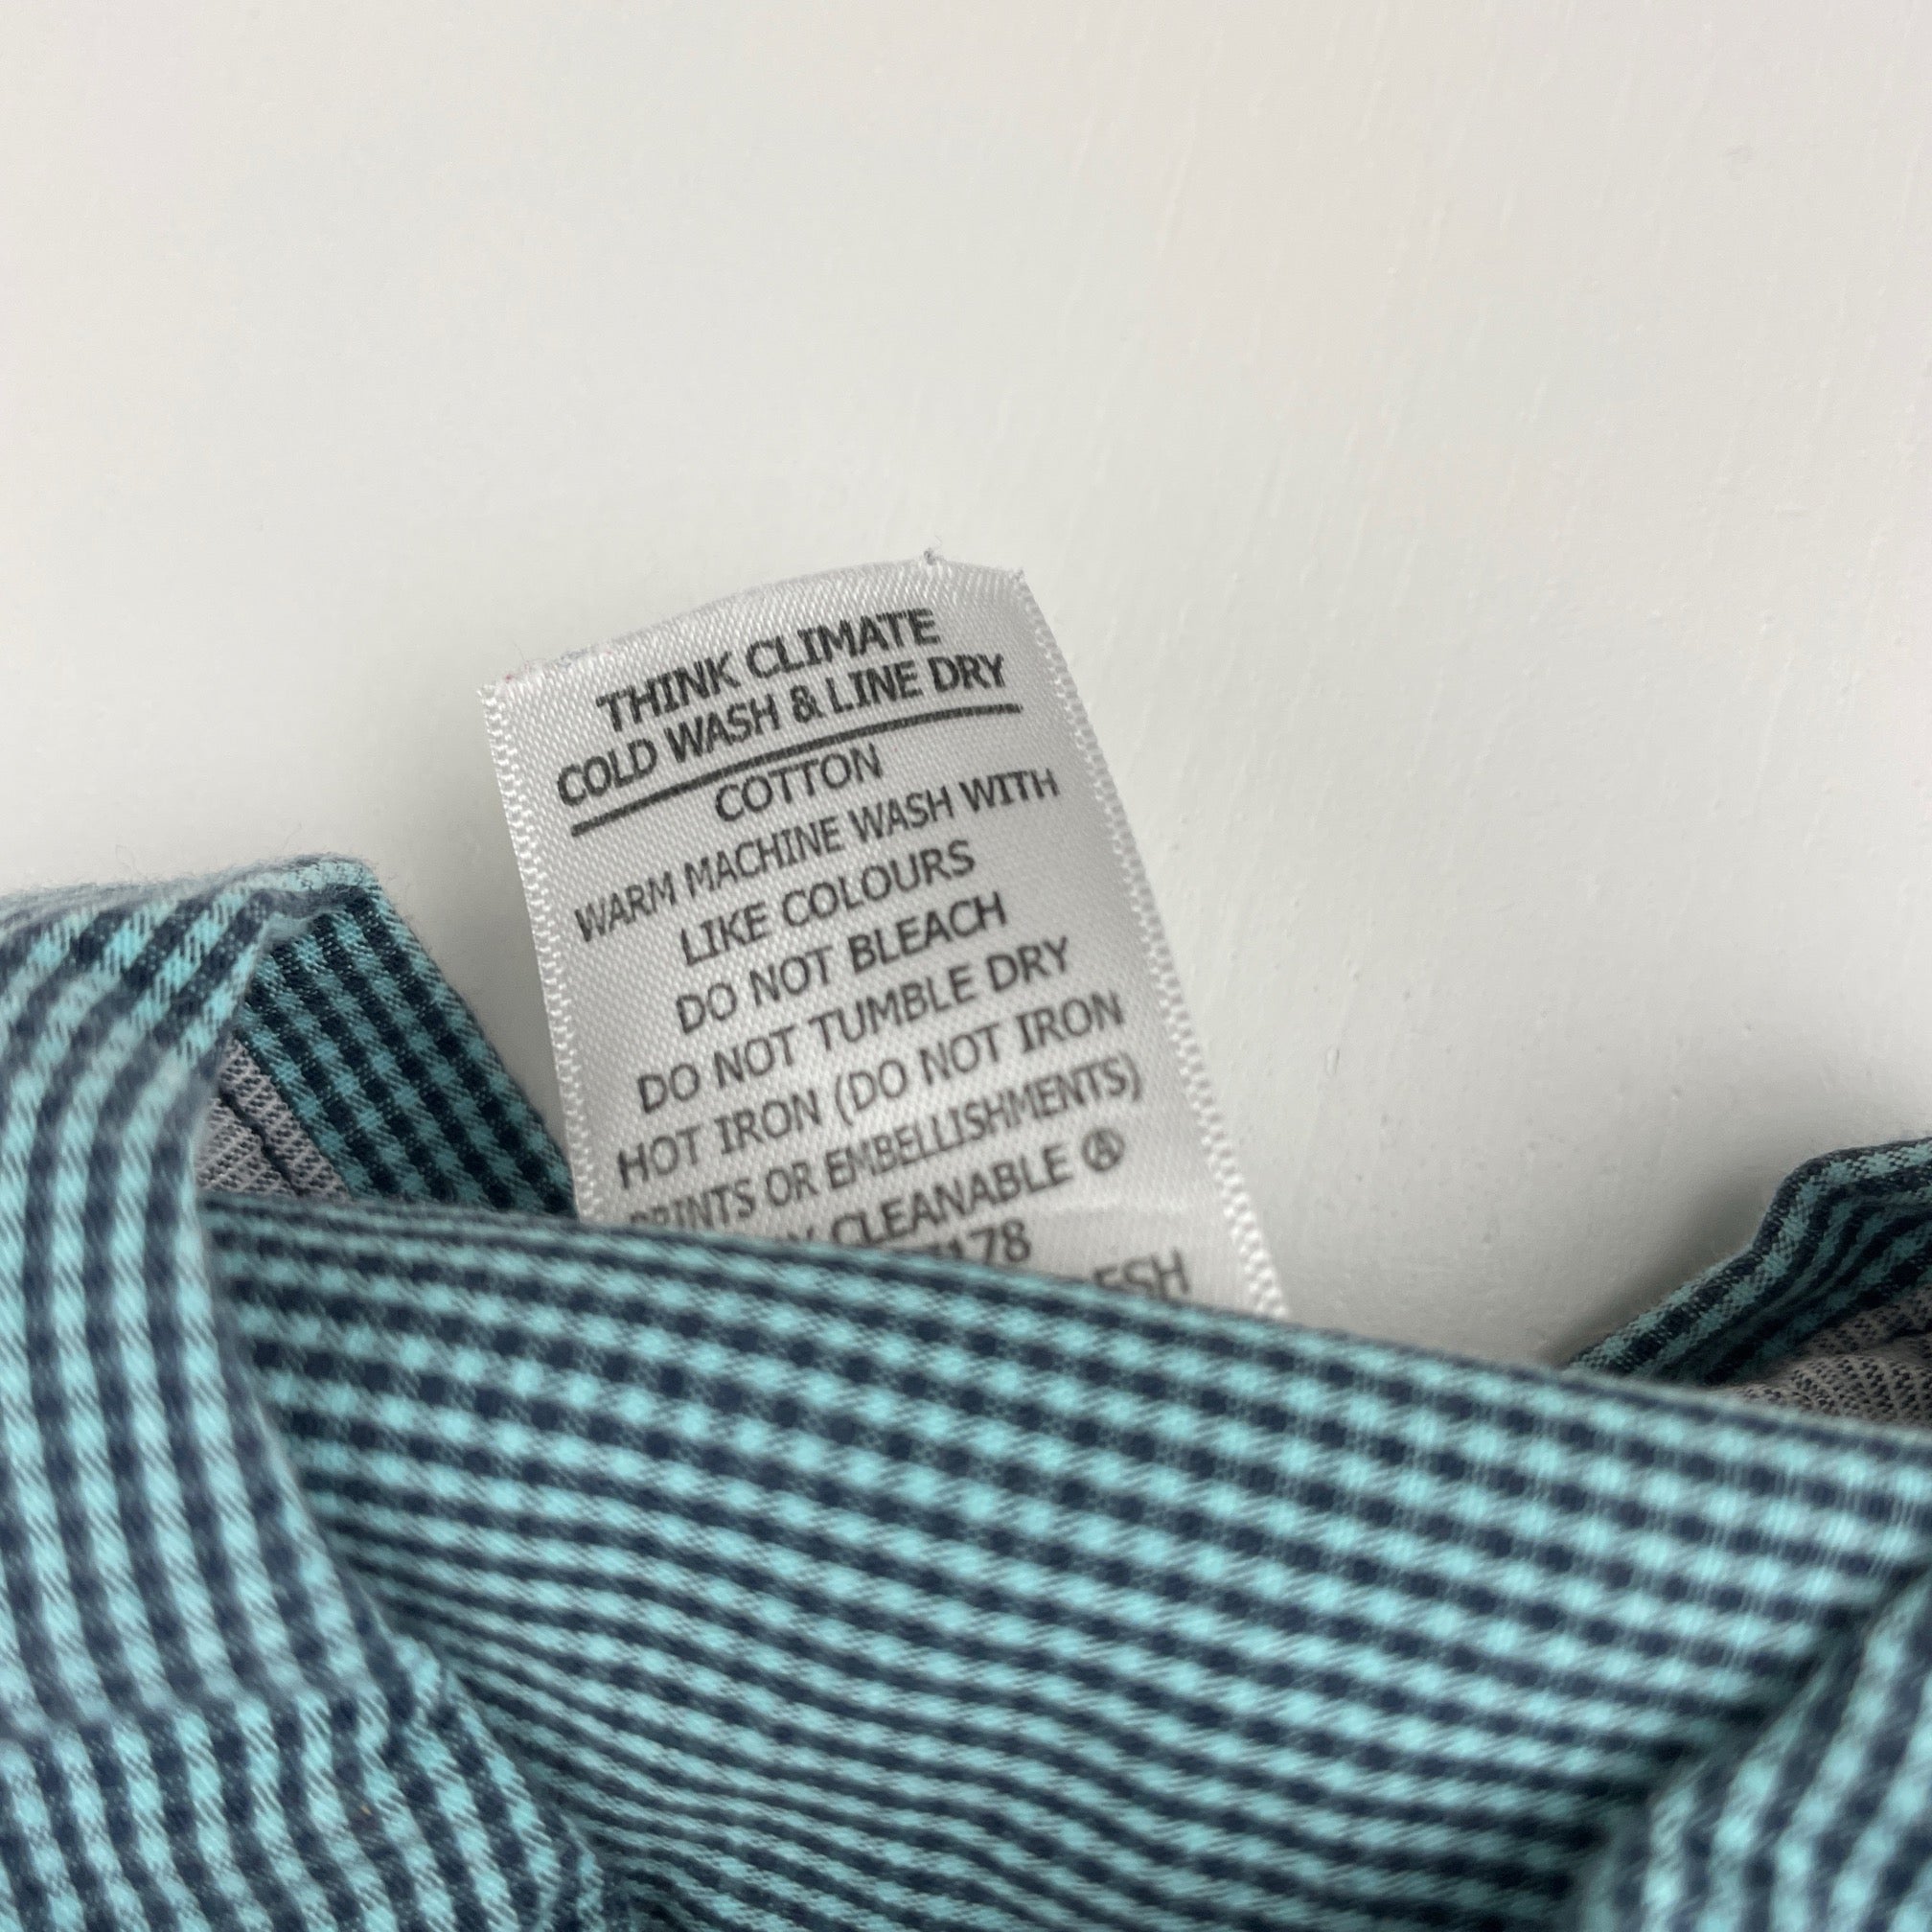 THINK CLIMATE
COLD WASH & LINE DRY
COTTON
WARM MACHINE WASH WITH
LIKE COLOURS
DO NOT BLEACH
DO NOT TUMBLE DRY
HOT IRON (DO NOT IRON
PRINTS OR EMBELLISHMENTS)
CLEANABLE Ⓐ
178